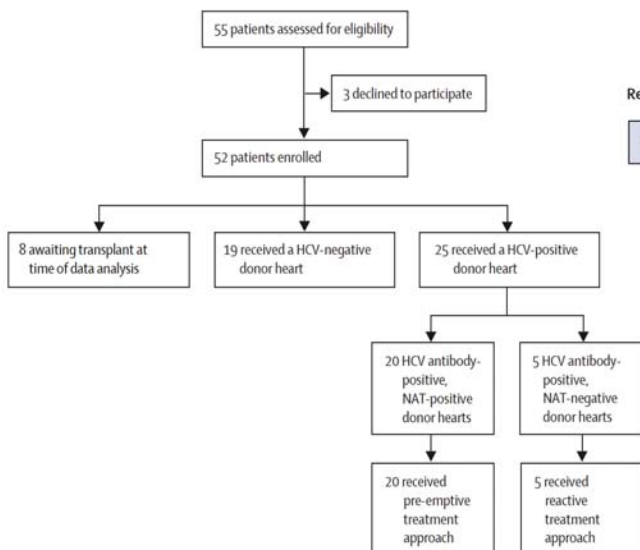 55 patients assessed for eligibility
3 declined to participate
Re
52 patients enrolled
8 awaiting transplant at
time of data analysis
19 received a HCV-negative
donor heart
25 received a HCV-positive
donor heart
20 HCV antibody-
positive,
NAT-positive
donor hearts
5 HCV antibody-
positive,
NAT-negative
donor hearts
20 received
pre-emptive
treatment
approach
5 received
reactive
treatment
approach